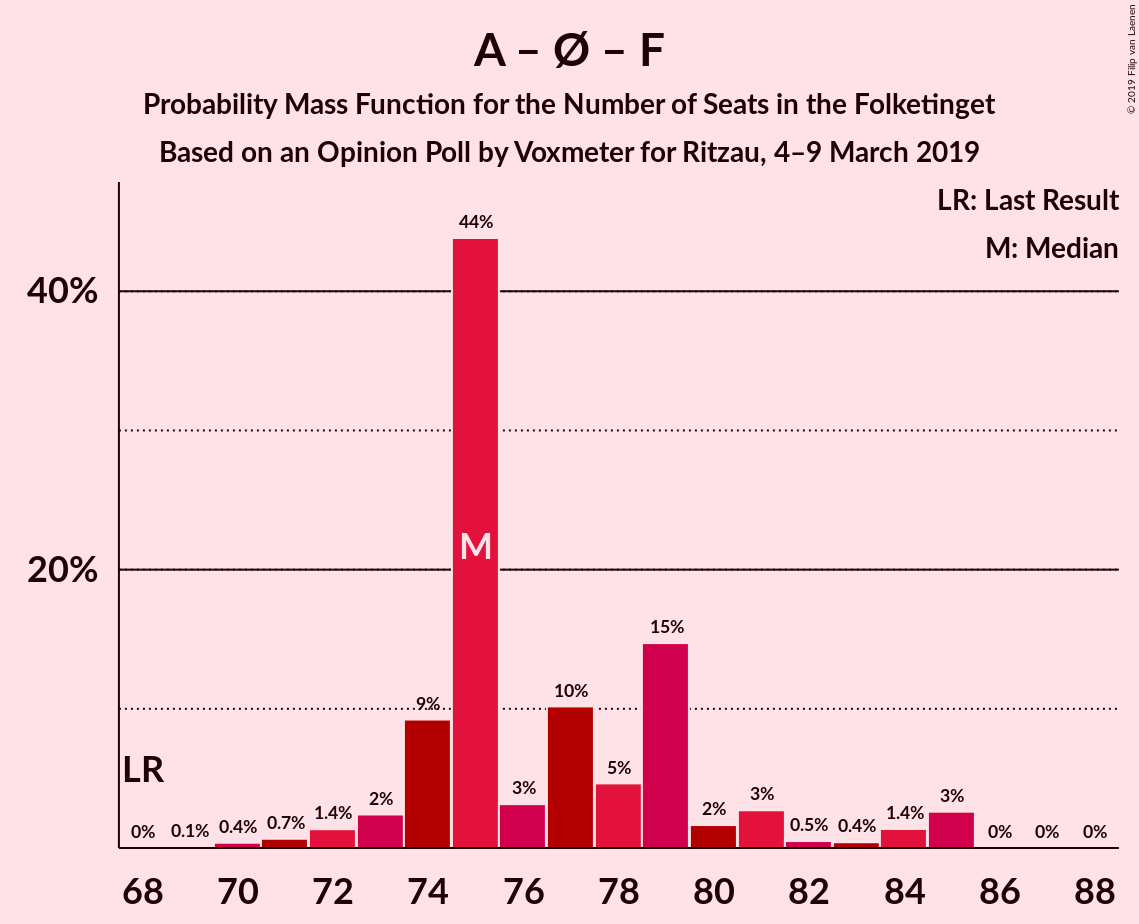 A – Ø – F
Probability Mass Function for the Number of Seats in the Folketinget
Based on an Opinion Poll by Voxmeter for Ritzau, 4–9 March 2019
© 2019 Filip van Laenen
LR: Last Result
M: Median
40%
20%
LR
M
0%
0.1%
0.4%
0.7%
1.4%
2%
9%
44%
3%
10%
5%
15%
2%
3%
0.5%
0.4%
1.4%
3%
0%
0%
0%
68 70 72 74 76 78 80 82 84 86 88